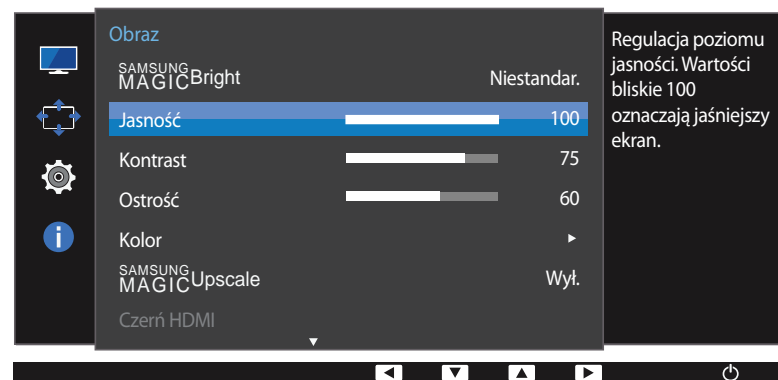 Obraz
SAMSUNG MAGICBright Niestandar.
Jasność 100
Kontrast 75
Ostrość 60
Kolor
SAMSUNG MAGICUpscale Wył.
Czerń HDMI
Regulacja poziomu
jasności. Wartości
bliskie 100
oznaczają jaśniejszy
ekran.